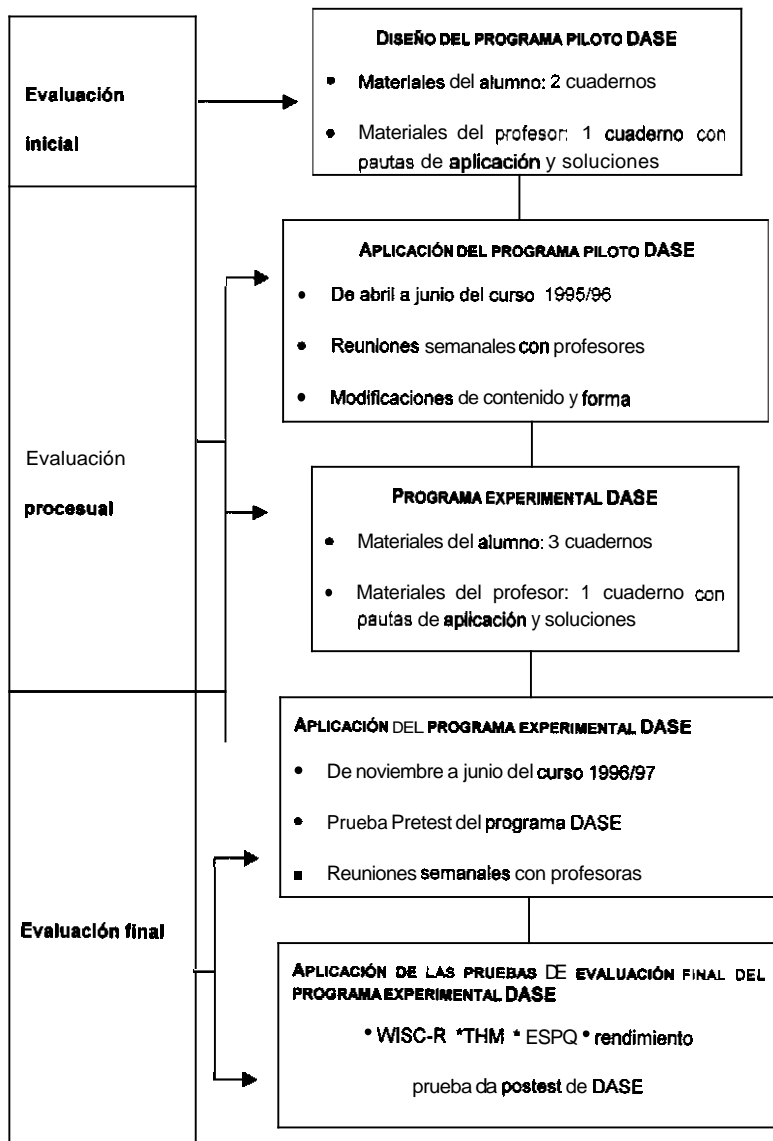 Evaluación
inicial
DISEÑO DEL PROGRAMA PILOTO DASE
• Materiales del alumno: 2 cuadernos
• Materiales del profesor: 1 cuaderno con
pautas de aplicación y soluciones
Evaluación
procesual
APLICACIÓN DEL PROGRAMA PILOTO DASE
• De abril a junio del curso 1995/96
• Reuniones semanales con profesores
• Modificaciones de contenido y forma
PROGRAMA EXPERIMENTAL DASE
• Materiales del alumno: 3 cuadernos
• Materiales del profesor: 1 cuaderno con
pautas de aplicación y soluciones
Evaluación final
APLICACIÓN DEL PROGRAMA EXPERIMENTAL DASE
• De noviembre a junio del curso 1996/97
• Prueba Pretest del programa DASE
■ Reuniones semanales con profesoras
APLICACIÓN DE LAS PRUEBAS DE EVALUACIÓN FINAL DEL
PROGRAMA EXPERIMENTAL DASE
* WISC-R *THM * ESPQ * rendimiento
prueba da postest de DASE